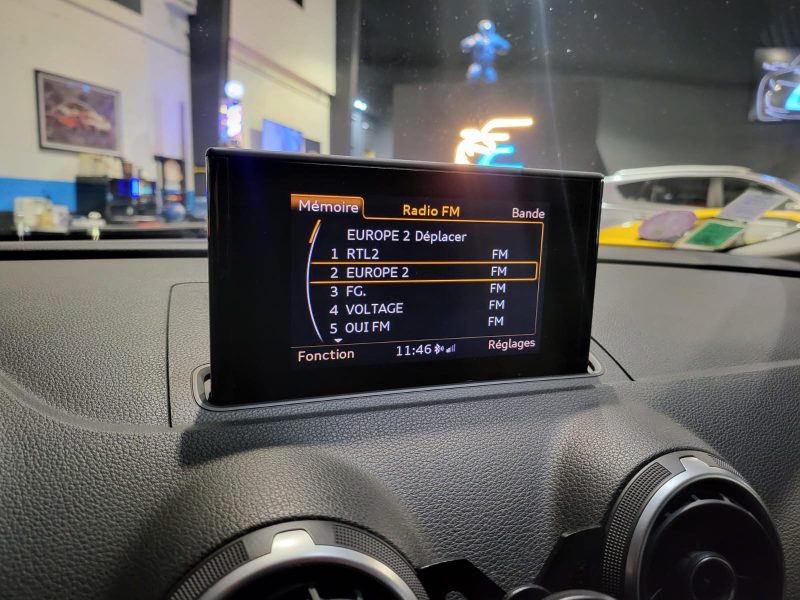 Mémoire Radio FM Bande
EUROPE 2 Déplacer
1 RTL2 FM
2 EUROPE 2 FM
3 FG. FM
4 VOLTAGE FM
5 OUI FM FM
Fonction 11:46 Réglages